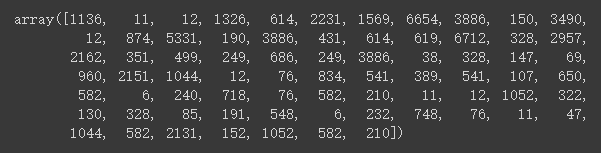 array([1136, 11, 12, 1326, 614, 2231, 1569, 6654, 3886, 150, 3490,
12, 874, 5331, 190, 3886, 431, 614, 619, 6712, 328, 2957,
2162, 351, 499, 249, 686, 249, 3886, 38, 328, 147, 69,
960, 2151, 1044, 12, 76, 834, 541, 389, 541, 107, 650,
582, 6, 240, 718, 76, 582, 210, 11, 12, 1052, 322,
130, 328, 85, 191, 548, 6, 232, 748, 76, 11, 47,
1044, 582, 2131, 152, 1052, 582, 210])